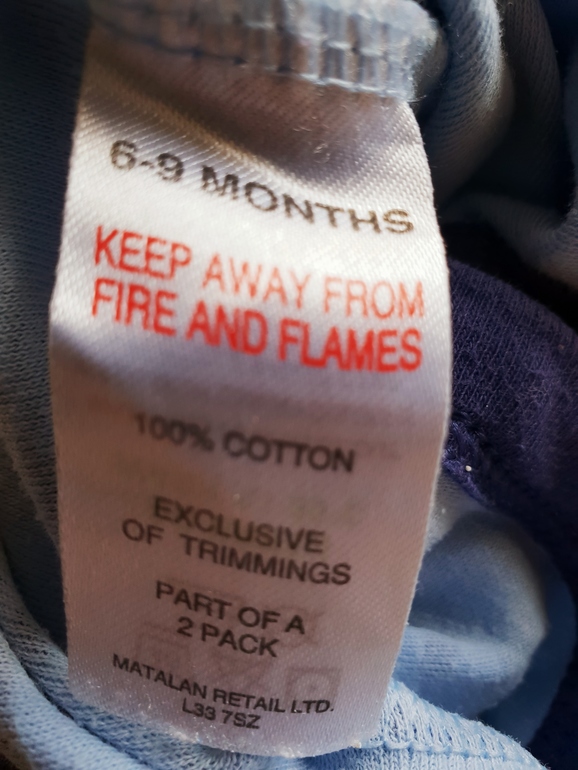 6-9 MONTHS
KEEP AWAY FROM
FIRE AND FLAMES
100% COTTON
EXCLUSIVE
OF TRIMMINGS
PART OF A
2 PACK
MATALAN RETAIL LTD.
L33 7SZ